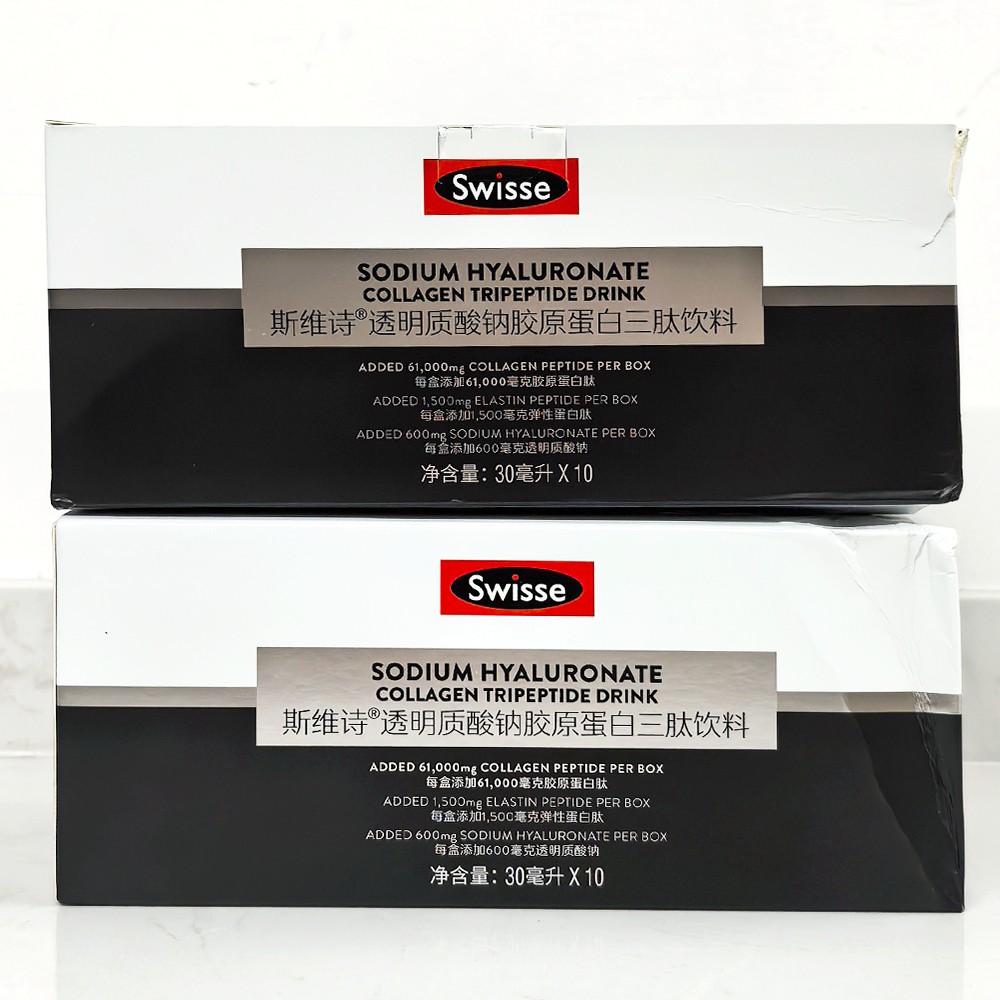 Swisse
SODIUM HYALURONATE
COLLAGEN TRIPEPTIDE DRINK
斯维诗®透明质酸钠胶原蛋白三肽饮料
ADDED 61,000mg COLLAGEN PEPTIDE PER BOX
每盒添加61,000毫克胶原蛋白肽
ADDED 1,500mg ELASTIN PEPTIDE PER BOX
每盒添加1,500毫克弹性蛋白肽
ADDED 600mg SODIUM HYALURONATE PER BOX
每盒添加600毫克透明质酸钠
净含量：30毫升 X 10
Swisse
SODIUM HYALURONATE
COLLAGEN TRIPEPTIDE DRINK
斯维诗®透明质酸钠胶原蛋白三肽饮料
ADDED 61,000mg COLLAGEN PEPTIDE PER BOX
每盒添加61,000毫克胶原蛋白肽
ADDED 1,500mg ELASTIN PEPTIDE PER BOX
每盒添加1,500毫克弹性蛋白肽
ADDED 600mg SODIUM HYALURONATE PER BOX
每盒添加600毫克透明质酸钠
净含量：30毫升 X 10